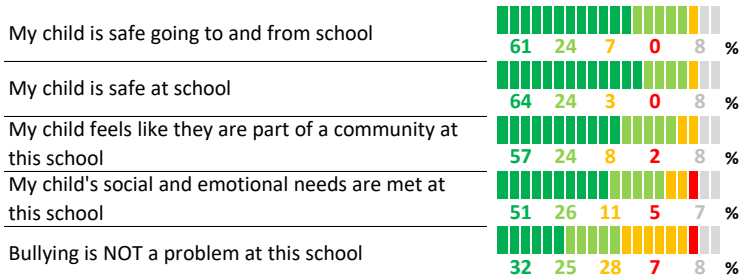 My child is safe going to and from school
61 24 7 0 8 %
My child is safe at school
64 24 3 0 8 %
My child feels like they are part of a community at
this school
57 24 8 2 8 %
My child's social and emotional needs are met at
this school
51 26 11 5 7 %
Bullying is NOT a problem at this school
32 25 28 7 8 %